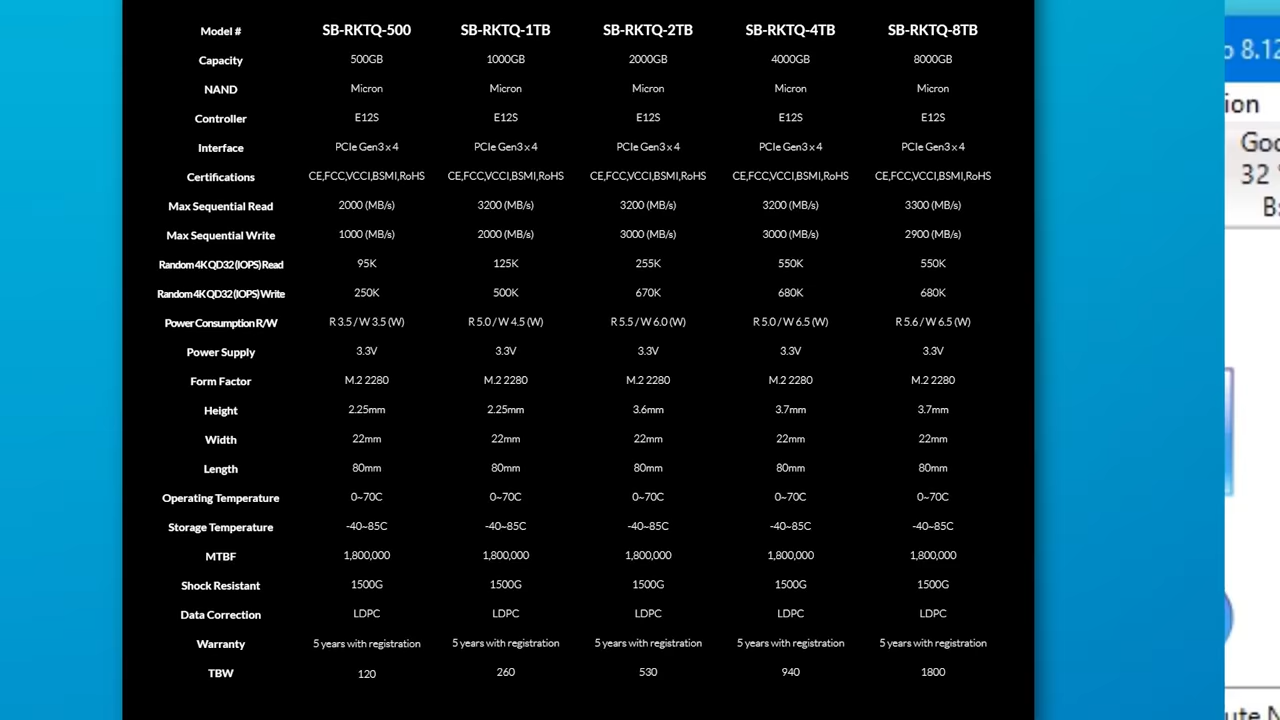 Model # SB-RKTQ-500 SB-RKTQ-1TB SB-RKTQ-2TB SB-RKTQ-4TB SB-RKTQ-8TB
Capacity 500GB 1000GB 2000GB 4000GB 8000GB
NAND Micron Micron Micron Micron Micron
Controller E12S E12S E12S E12S E12S
Interface PCIe Gen3 x 4 PCIe Gen3 x 4 PCIe Gen3 x 4 PCIe Gen3 x 4 PCIe Gen3 x 4
Certifications CE,FCC,VCCI,BSMI,RoHS CE,FCC,VCCI,BSMI,RoHS CE,FCC,VCCI,BSMI,RoHS CE,FCC,VCCI,BSMI,RoHS CE,FCC,VCCI,BSMI,RoHS
Max Sequential Read 2000 (MB/s) 3200 (MB/s) 3200 (MB/s) 3200 (MB/s) 3300 (MB/s)
Max Sequential Write 1000 (MB/s) 2000 (MB/s) 3000 (MB/s) 3000 (MB/s) 2900 (MB/s)
Random 4K QD32 (IOPS) Read 95K 125K 255K 550K 550K
Random 4K QD32 (IOPS) Write 250K 500K 670K 680K 680K
Power Consumption R/W R 3.5 / W 3.5 (W) R 5.0 / W 4.5 (W) R 5.5 / W 6.0 (W) R 5.0 / W 6.5 (W) R 5.6 / W 6.5 (W)
Power Supply 3.3V 3.3V 3.3V 3.3V 3.3V
Form Factor M.2 2280 M.2 2280 M.2 2280 M.2 2280 M.2 2280
Height 2.25mm 2.25mm 3.6mm 3.7mm 3.7mm
Width 22mm 22mm 22mm 22mm 22mm
Length 80mm 80mm 80mm 80mm 80mm
Operating Temperature 0~70C 0~70C 0~70C 0~70C 0~70C
Storage Temperature -40~85C -40~85C -40~85C -40~85C -40~85C
MTBF 1,800,000 1,800,000 1,800,000 1,800,000 1,800,000
Shock Resistant 1500G 1500G 1500G 1500G 1500G
Data Correction LDPC LDPC LDPC LDPC LDPC
Warranty 5 years with registration 5 years with registration 5 years with registration 5 years with registration 5 years with registration
TBW 120 260 530 940 1800
8.12
ion
Goo
32